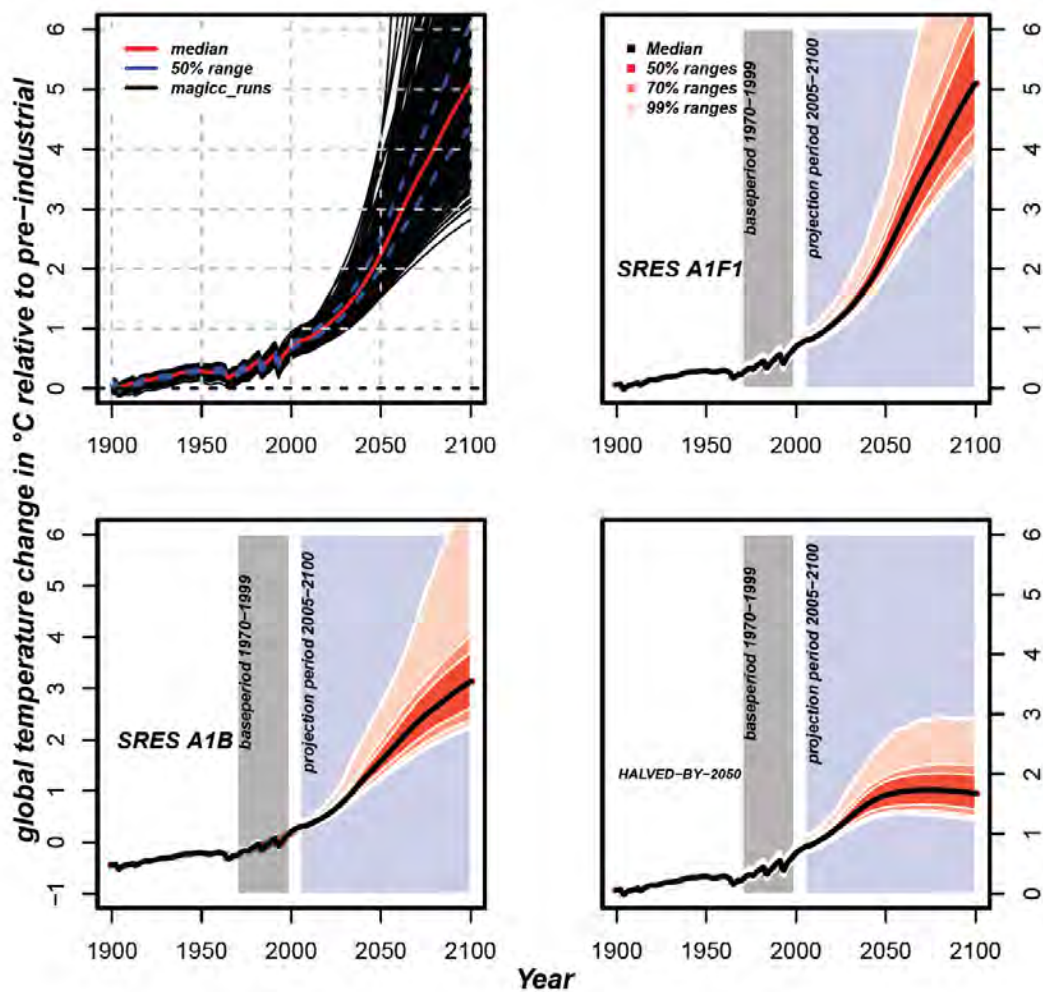 global temperature change in °C relative to pre-industrial
6
5
4
3
2
1
0
median
50% range
magicc_runs
1900
1950
2000
2050
2100
Median
50% ranges
70% ranges
99% ranges
baseperiod 1970-1999
projection period 2005-2100
SRES A1F1
6
5
4
3
2
1
0
1900
1950
2000
2050
2100
6
5
4
3
2
1
0
-1
SRES A1B
baseperiod 1970-1999
projection period 2005-2100
1900
1950
2000
2050
2100
HALVED-BY-2050
baseperiod 1970-1999
projection period 2005-2100
6
5
4
3
2
1
0
1900
1950
2000
2050
2100
Year